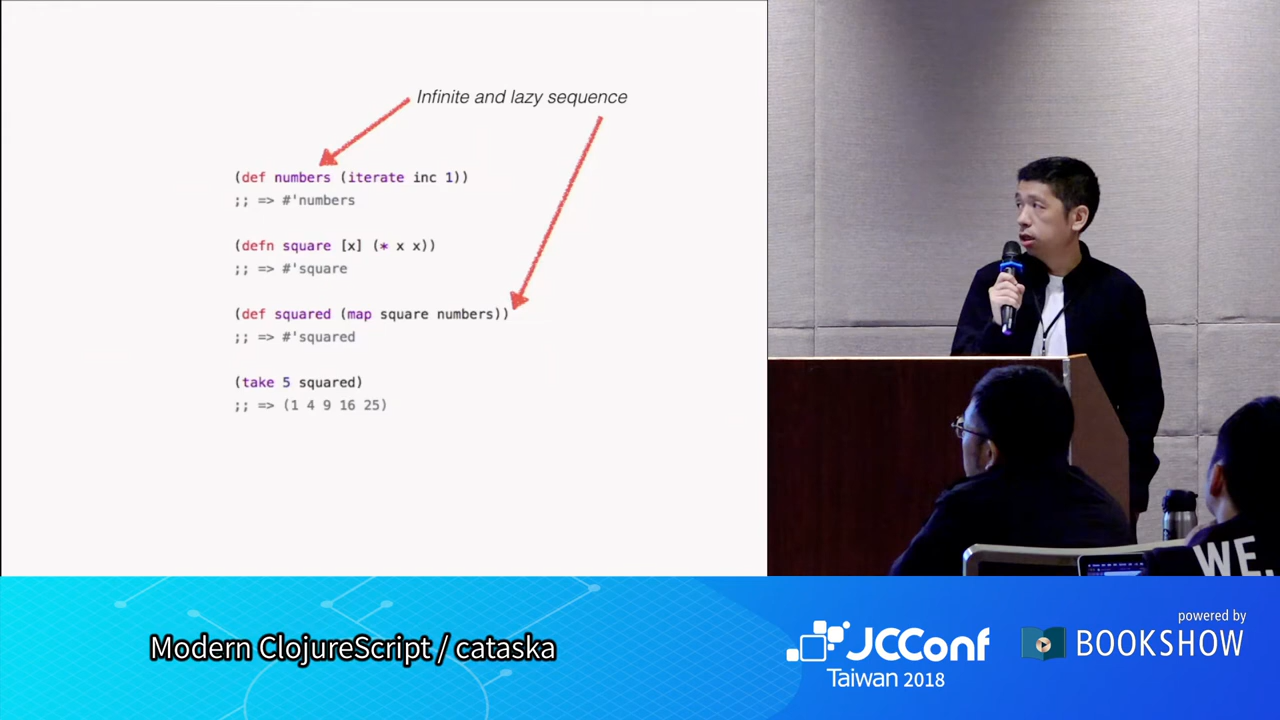 Infinite and lazy sequence
(def numbers (iterate inc 1))
;; => #'numbers
(defn square [x] (* x x))
;; => #'square
(def squared (map square numbers))
;; => #'squared
(take 5 squared)
;; => (1 4 9 16 25)
WE.
Modern ClojureScript / cataska
JCConf
Taiwan 2018
powered by
BOOKSHOW